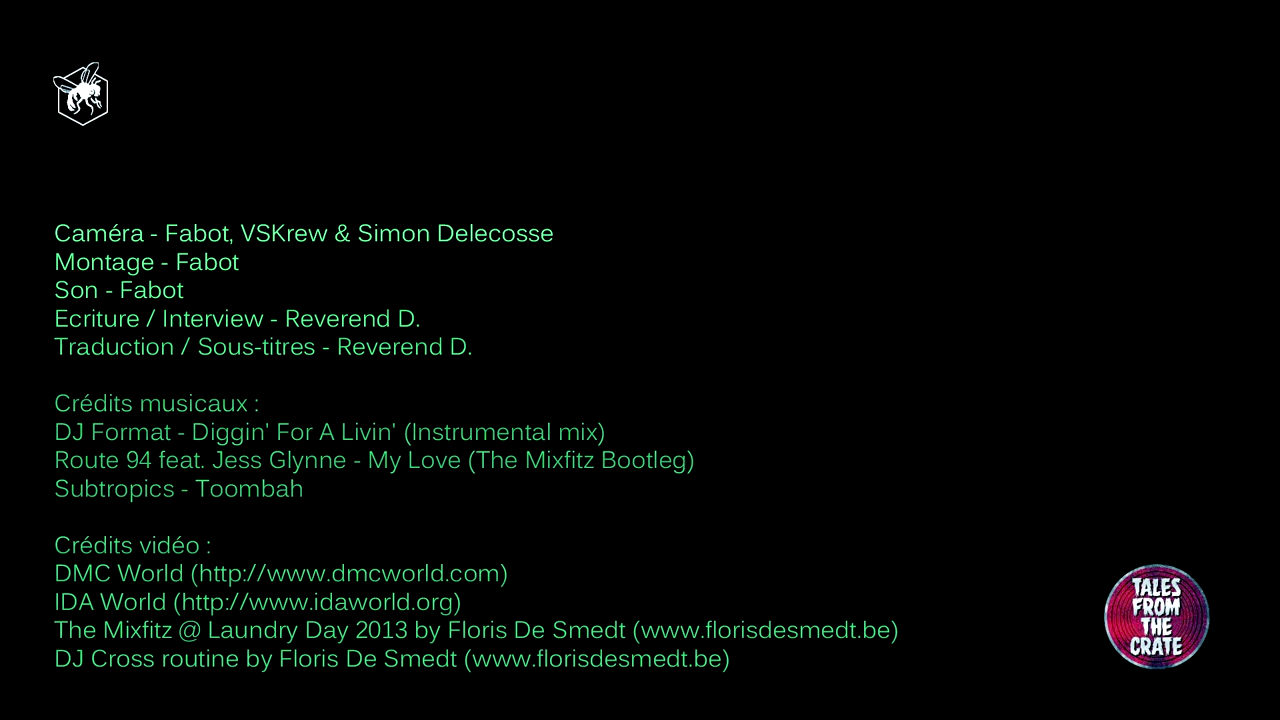 Caméra - Fabot, VSKrew & Simon Delecosse
Montage - Fabot
Son - Fabot
Ecriture / Interview - Reverend D.
Traduction / Sous-titres - Reverend D.
Crédits musicaux :
DJ Format - Diggin' For A Livin' (Instrumental mix)
Route 94 feat. Jess Glynne - My Love (The Mixfitz Bootleg)
Subtropics - Toombah
Crédits vidéo :
DMC World (http://www.dmcworld.com)
IDA World (http://www.idaworld.org)
The Mixfitz @ Laundry Day 2013 by Floris De Smedt (www.florisdesmedt.be)
DJ Cross routine by Floris De Smedt (www.florisdesmedt.be)
TALES
FROM
THE
CRATE